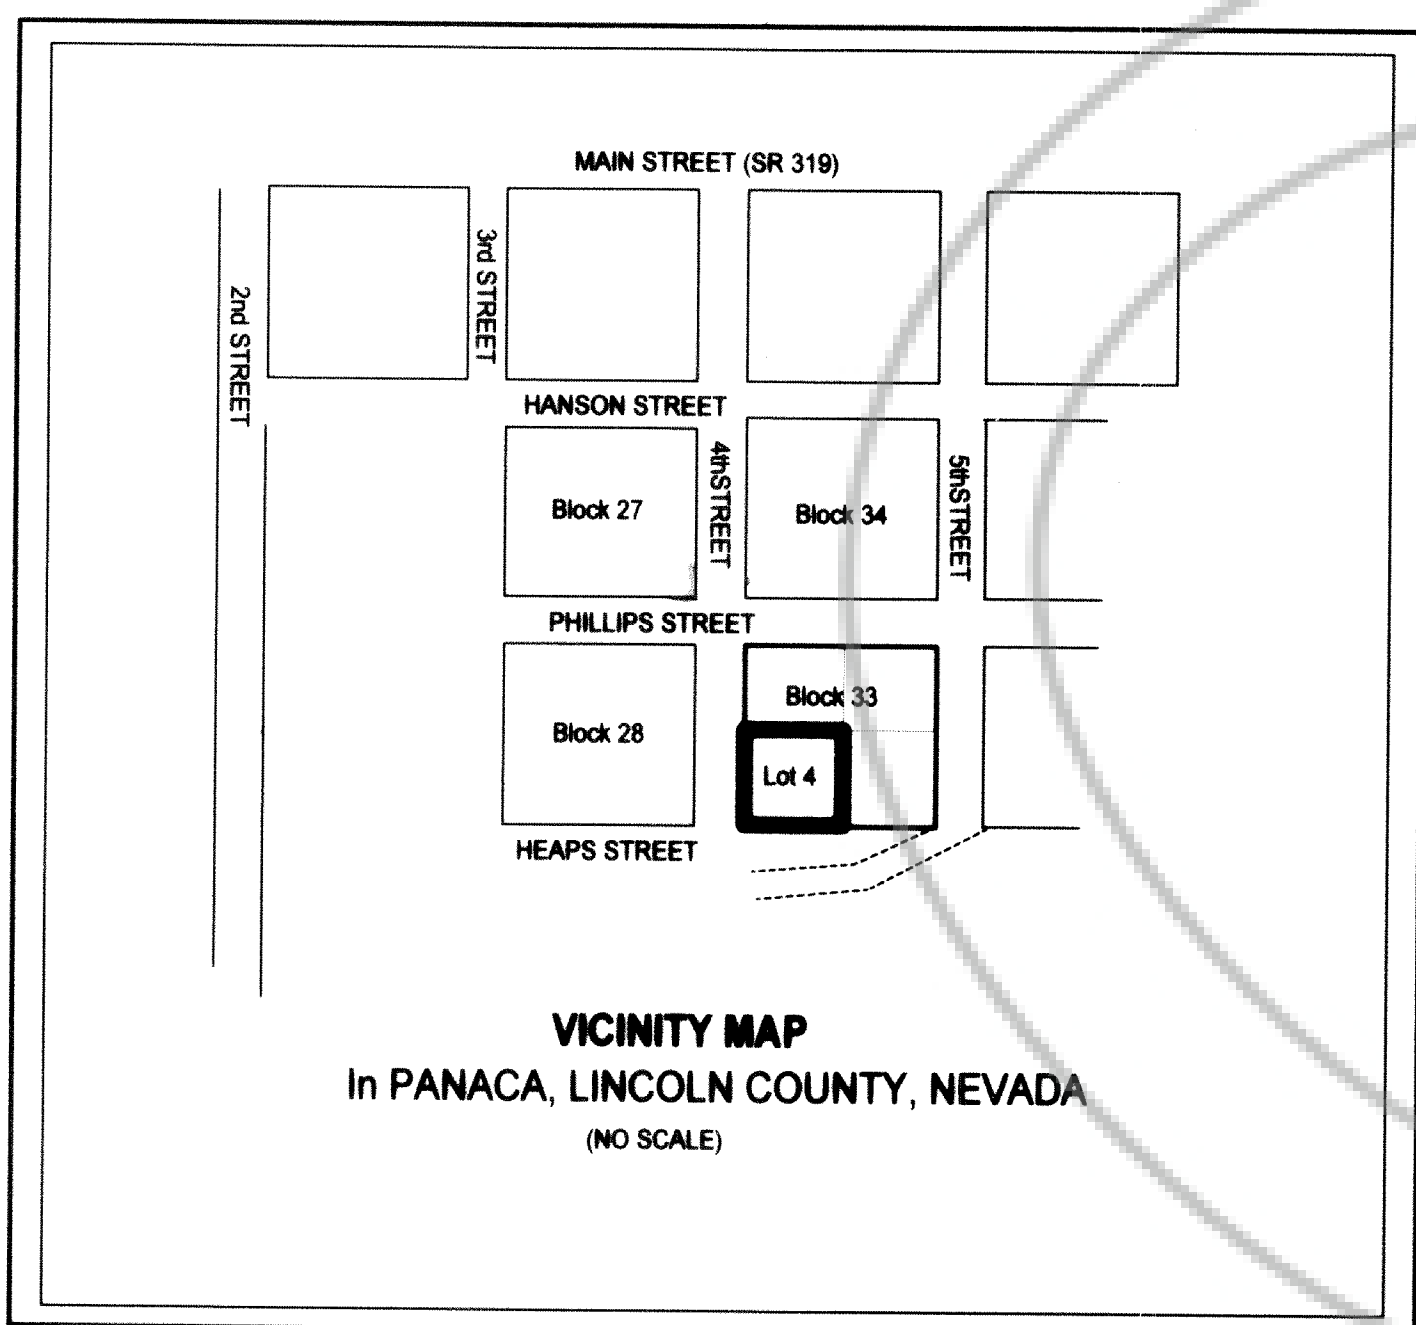 MAIN STREET (SR 319)
3rd STREET
2nd STREET
HANSON STREET
4thSTREET
5thSTREET
Block 27
Block 34
PHILLIPS STREET
Block 33
Block 28
Lot 4
HEAPS STREET
VICINITY MAP
In PANACA, LINCOLN COUNTY, NEVADA
(NO SCALE)